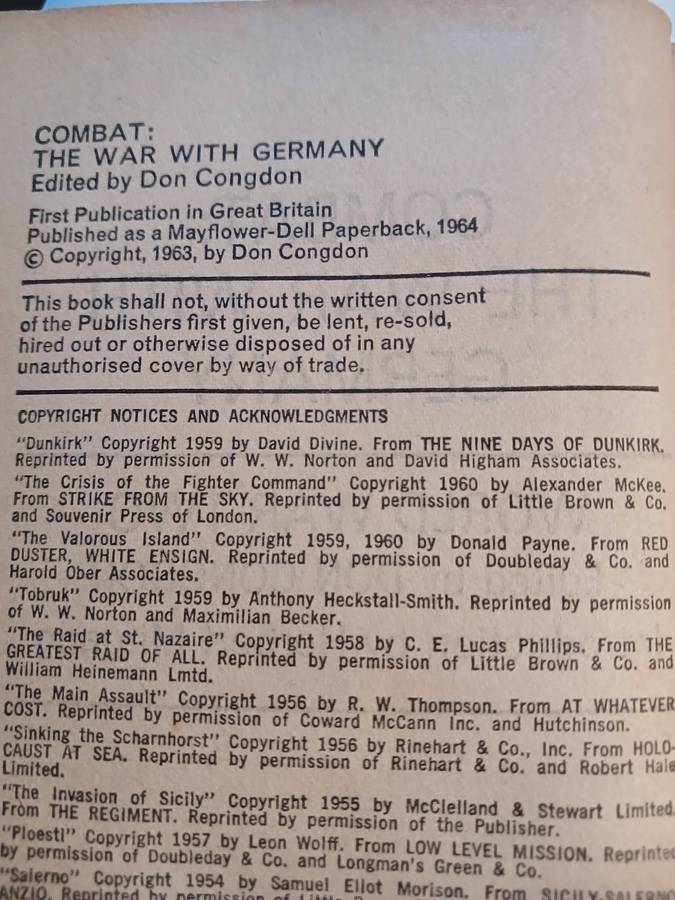 COMBAT:
THE WAR WITH GERMANY
Edited by Don Congdon
First Publication in Great Britain
Published as a Mayflower-Dell Paperback, 1964
© Copyright, 1963, by Don Congdon
This book shall not, without the written consent
of the Publishers first given, be lent, re-sold,
hired out or otherwise disposed of in any
unauthorised cover by way of trade.
COPYRIGHT NOTICES AND ACKNOWLEDGMENTS
"Dunkirk" Copyright 1959 by David Divine. From THE NINE DAYS OF DUNKIRK.
Reprinted by permission of W. W. Norton and David Higham Associates.
"The Crisis of the Fighter Command" Copyright 1960 by Alexander McKee.
From STRIKE FROM THE SKY. Reprinted by permission of Little Brown & Co.
and Souvenir Press of London.
"The Valorous Island" Copyright 1959, 1960 by Donald Payne. From RED
DUSTER, WHITE ENSIGN. Reprinted by permission of Doubleday & Co. and
Harold Ober Associates.
"Tobruk" Copyright 1959 by Anthony Heckstall-Smith. Reprinted by permission
of W. W. Norton and Maximilian Becker.
"The Raid at St. Nazaire" Copyright 1958 by C. E. Lucas Phillips. From THE
GREATEST RAID OF ALL. Reprinted by permission of Little Brown & Co. and
William Heinemann Lmtd.
"The Main Assault" Copyright 1956 by R. W. Thompson. From AT WHATEVER
COST. Reprinted by permission of Coward McCann Inc. and Hutchinson.
"Sinking the Scharnhorst" Copyright 1956 by Rinehart & Co., Inc. From HOLO-
CAUST AT SEA. Reprinted by permission of Rinehart & Co. and Robert Hale
Limited.
"The Invasion of Sicily" Copyright 1955 by McClelland & Stewart Limited.
From THE REGIMENT. Reprinted by permission of the Publisher.
"Ploesti" Copyright 1957 by Leon Wolff. From LOW LEVEL MISSION. Reprinted
by permission of Doubleday & Co. and Longman's Green & Co.
"Salerno" Copyright 1954 by Samuel Eliot Morison. From SICILY-SALERNO
ANZIO. Reprinted by permission of Little